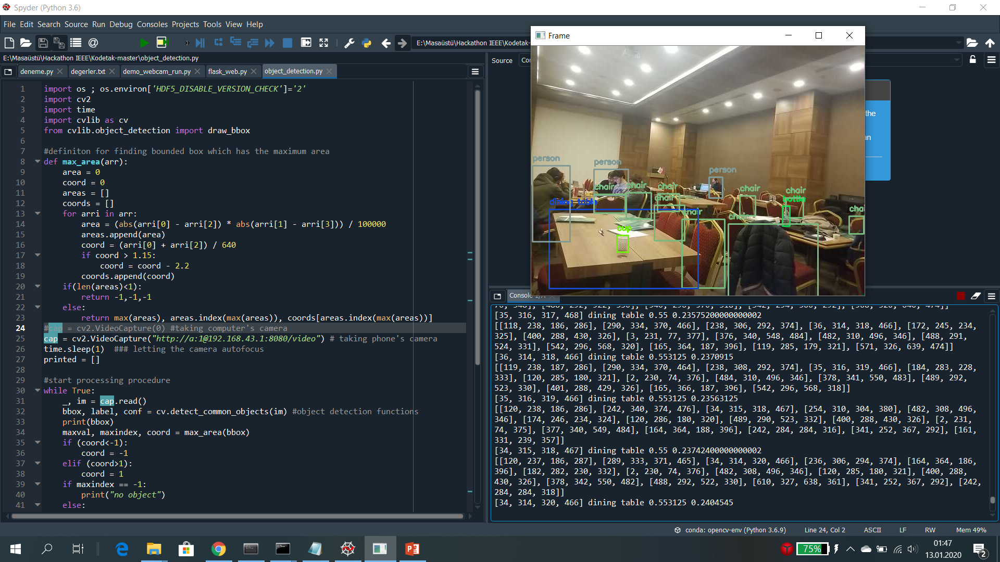 Spyder (Python 3.6)
File Edit Search Source Run Debug Consoles Projects Tools View Help
E:\Masaüstü\Hackathon IEEE\Kodetak-
E:\Masaüstü\Hackathon IEEE\Kodetak-master\object_detection.py
deneme.py degerler.txt demo_webcam_run.py flask_web.py object_detection.py
1 import os ; os.environ['HDF5_DISABLE_VERSION_CHECK']='2'
2 import cv2
3 import time
4 import cvlib as cv
5 from cvlib.object_detection import draw_bbox
6
7 #definiton for finding bounded box which has the maximum area
8 def max_area(arr):
9 area = 0
10 coord = 0
11 areas = []
12 coords = []
13 for arri in arr:
14 area = (abs(arri[0] - arri[2]) * abs(arri[1] - arri[3])) / 100000
15 areas.append(area)
16 coord = (arri[0] + arri[2]) / 640
17 if coord > 1.15:
18 coord = coord - 2.2
19 coords.append(coord)
20 if(len(areas)<1):
21 return -1,-1,-1
22 else:
23 return max(areas), areas.index(max(areas)), coords[areas.index(max(areas))]
24 #cap = cv2.VideoCapture(0) #taking computer's camera
25 cap = cv2.VideoCapture("http://a:1@192.168.43.1:8080/video") # taking phone's camera
26 time.sleep(1) ### letting the camera autofocus
27 printed = []
28
29 #start processing procedure
30 while True:
31 _, im = cap.read()
32 bbox, label, conf = cv.detect_common_objects(im) #object detection functions
33 print(bbox)
34 maxval, maxindex, coord = max_area(bbox)
35 if (coord<-1):
36 coord = -1
37 elif (coord>1):
38 coord = 1
39 if maxindex == -1:
40 print("no object")
41 else:
Source Con
the
an
Frame
person
person
person
chair
chair
chair
chair
chair
chair
bottle
chair
dining table
chair
chair
cup
Console 1/A
[35, 316, 317, 468] dining table 0.55 0.23575200000000002
[[118, 238, 186, 286], [290, 334, 370, 466], [238, 306, 292, 374], [36, 314, 318, 466], [172, 245, 234,
325], [400, 288, 430, 326], [3, 231, 77, 377], [376, 340, 548, 484], [482, 310, 496, 346], [488, 291,
524, 331], [542, 296, 568, 320], [165, 364, 187, 396], [119, 285, 179, 321], [571, 326, 639, 474]]
[36, 314, 318, 466] dining table 0.553125 0.2370915
[[119, 238, 187, 286], [290, 334, 370, 464], [238, 308, 292, 374], [35, 316, 319, 466], [184, 283, 228,
333], [120, 285, 180, 321], [2, 230, 74, 376], [484, 310, 496, 346], [378, 341, 550, 483], [489, 292,
523, 330], [401, 288, 429, 326], [165, 366, 187, 396], [542, 296, 568, 318]]
[35, 316, 319, 466] dining table 0.553125 0.23563125
[[120, 238, 186, 286], [242, 340, 374, 476], [34, 315, 318, 467], [254, 310, 304, 380], [482, 308, 496,
346], [174, 246, 234, 324], [120, 286, 180, 320], [489, 290, 523, 332], [400, 288, 430, 326], [2, 231,
74, 375], [377, 340, 549, 484], [164, 364, 188, 396], [242, 284, 284, 316], [341, 252, 367, 292], [161,
331, 239, 357]]
[34, 315, 318, 467] dining table 0.55 0.23742400000000002
[[120, 237, 186, 287], [289, 333, 371, 465], [34, 314, 320, 466], [236, 306, 294, 374], [164, 364, 186,
396], [182, 282, 230, 332], [2, 230, 74, 376], [482, 308, 496, 346], [120, 285, 180, 321], [400, 288,
430, 326], [378, 342, 550, 482], [488, 292, 522, 330], [610, 327, 638, 361], [341, 252, 367, 292], [242,
284, 284, 318]]
[34, 314, 320, 466] dining table 0.553125 0.2404545
conda: opencv-env (Python 3.6.9) Line 24, Col 2 ASCII LF RW Mem 49%
75%
01:47
13.01.2020
2